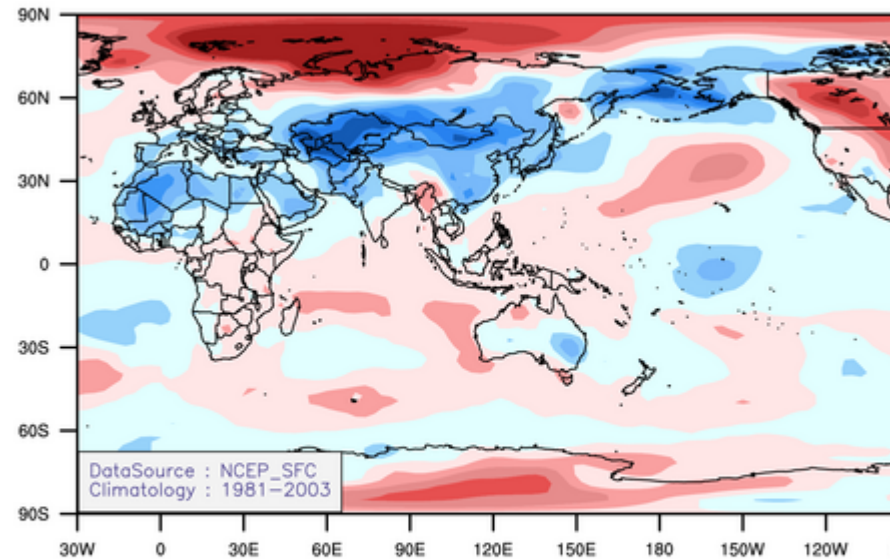 90N
60N
30N
0
30S
60S
90S
DataSource : NCEP_SFC
Climatology : 1981-2003
30W 0 30E 60E 90E 120E 150E 180 150W 120W